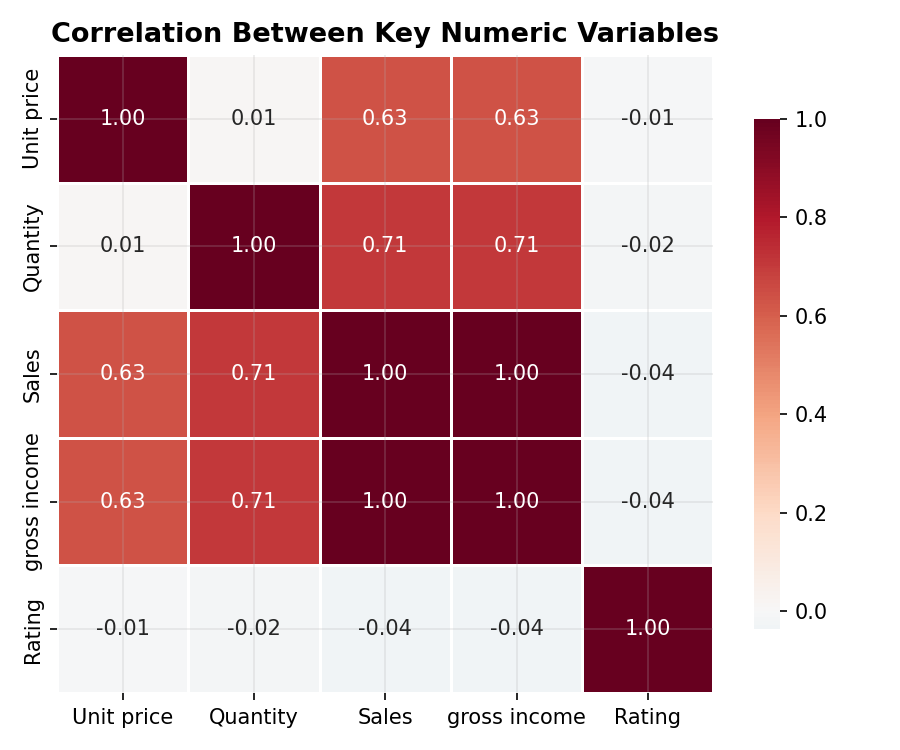 Correlation Between Key Numeric Variables
Unit price 1.00 0.01 0.63 0.63 -0.01
Quantity 0.01 1.00 0.71 0.71 -0.02
Sales 0.63 0.71 1.00 1.00 -0.04
gross income 0.63 0.71 1.00 1.00 -0.04
Rating -0.01 -0.02 -0.04 -0.04 1.00
Unit price Quantity Sales gross income Rating
1.0
0.8
0.6
0.4
0.2
0.0